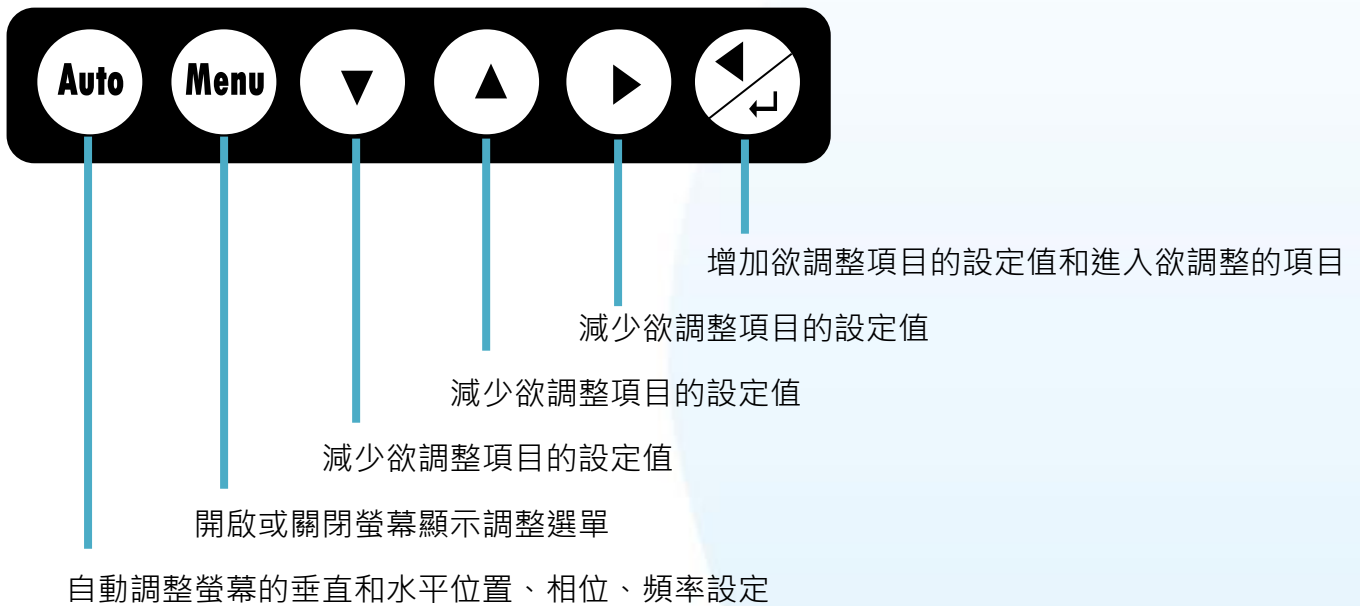 Auto Menu ▼ ▲ ▶ ◀ ↵
增加欲調整項目的設定值和進入欲調整的項目
減少欲調整項目的設定值
減少欲調整項目的設定值
減少欲調整項目的設定值
開啟或關閉螢幕顯示調整選單
自動調整螢幕的垂直和水平位置、相位、頻率設定